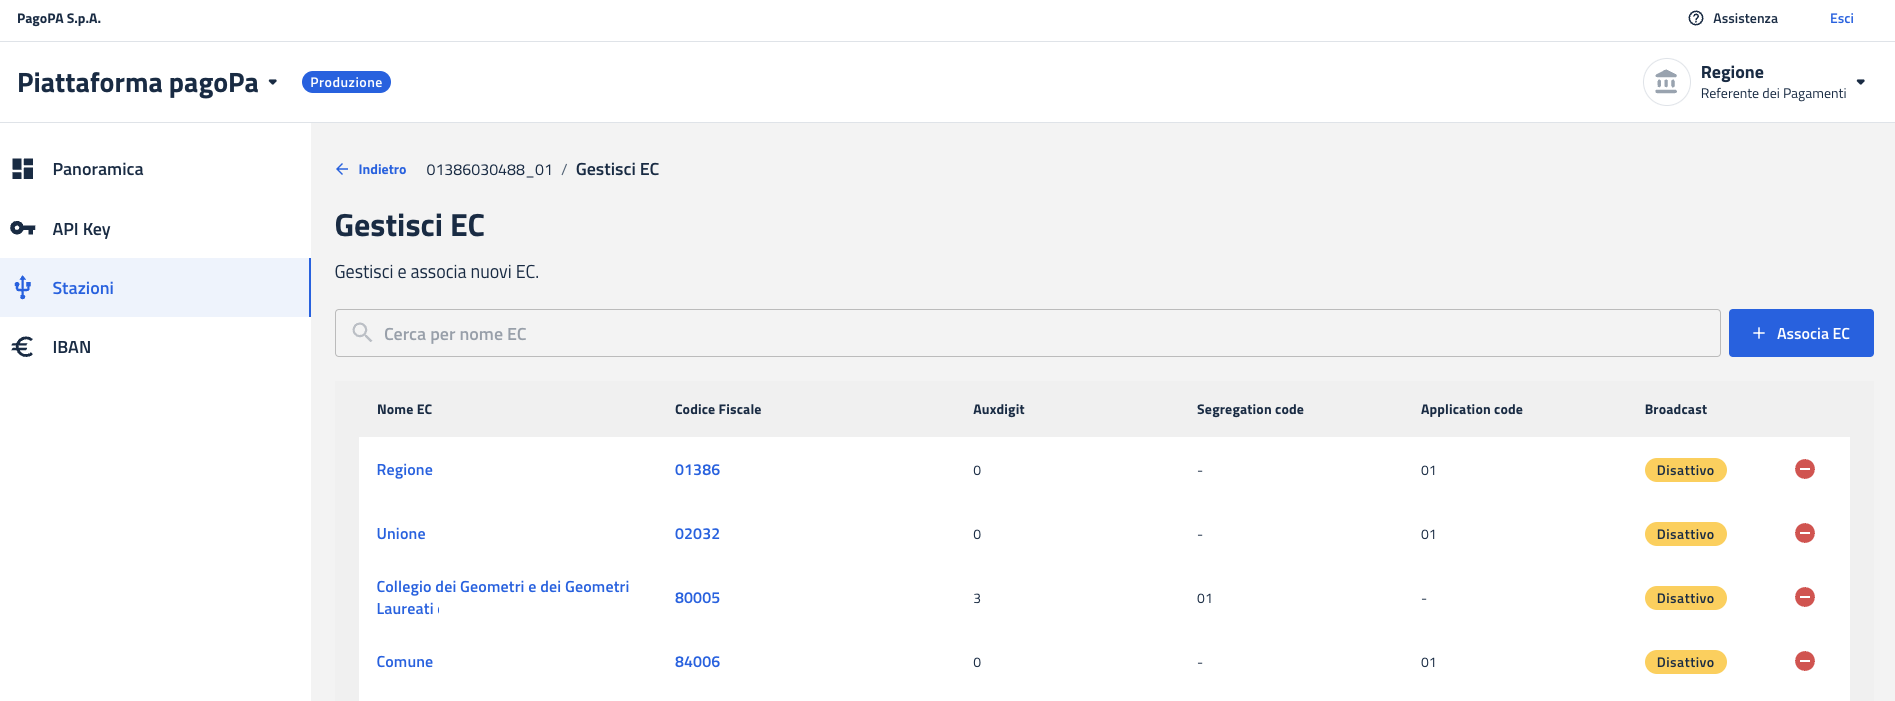 PagoPA S.p.A.
Assistenza
Esci
Piattaforma pagoPa
Produzione
Regione
Referente dei Pagamenti
Panoramica
API Key
Stazioni
IBAN
Indietro 01386030488_01 / Gestisci EC
Gestisci EC
Gestisci e associa nuovi EC.
Cerca per nome EC
+ Associa EC
Nome EC Codice Fiscale Auxdigit Segregation code Application code Broadcast
Regione 01386 0 - 01 Disattivo
Unione 02032 0 - 01 Disattivo
Collegio dei Geometri e dei Geometri
Laureati
80005 3 01 - Disattivo
Comune 84006 0 - 01 Disattivo